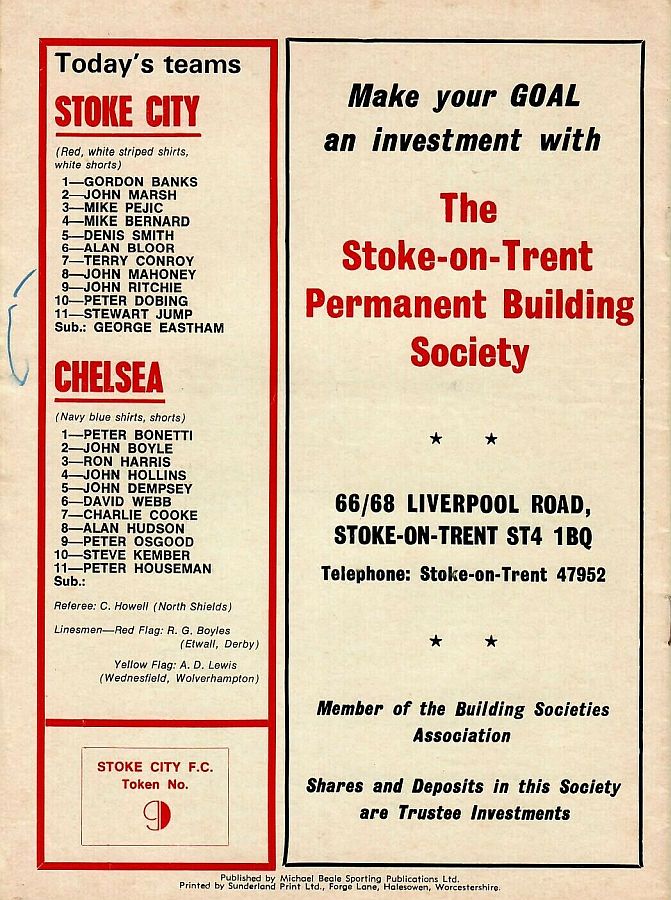 Today's teams
STOKE CITY
(Red, white striped shirts,
white shorts)
1—GORDON BANKS
2—JOHN MARSH
3—MIKE PEJIC
4—MIKE BERNARD
5—DENIS SMITH
6—ALAN BLOOR
7—TERRY CONROY
8—JOHN MAHONEY
9—JOHN RITCHIE
10—PETER DOBING
11—STEWART JUMP
Sub.: GEORGE EASTHAM
CHELSEA
(Navy blue shirts, shorts)
1—PETER BONETTI
2—JOHN BOYLE
3—RON HARRIS
4—JOHN HOLLINS
5—JOHN DEMPSEY
6—DAVID WEBB
7—CHARLIE COOKE
8—ALAN HUDSON
9—PETER OSGOOD
10—STEVE KEMBER
11—PETER HOUSEMAN
Sub.:
Referee: C. Howell (North Shields)
Linesmen—Red Flag: R. G. Boyles
(Etwall, Derby)
Yellow Flag: A. D. Lewis
(Wednesfield, Wolverhampton)
STOKE CITY F.C.
Token No.
9
Make your GOAL
an investment with
The
Stoke-on-Trent
Permanent Building
Society
66/68 LIVERPOOL ROAD,
STOKE-ON-TRENT ST4 1BQ
Telephone: Stoke-on-Trent 47952
Member of the Building Societies
Association
Shares and Deposits in this Society
are Trustee Investments
Published by Michael Beale Sporting Publications Ltd.
Printed by Sunderland Print Ltd., Forge Lane, Halesowen, Worcestershire.